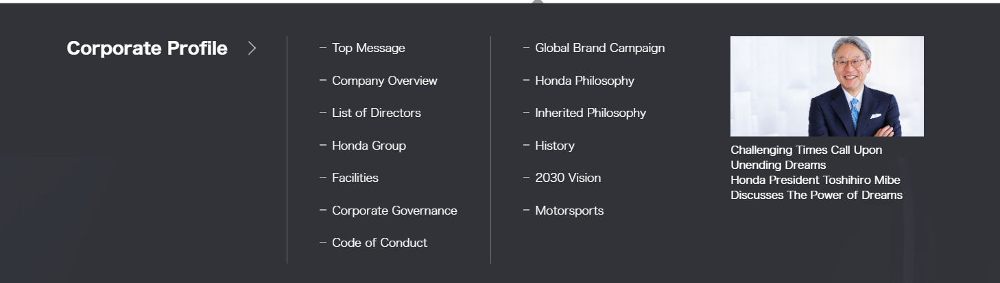 Corporate Profile
Top Message
Company Overview
List of Directors
Honda Group
Facilities
Corporate Governance
Code of Conduct
Global Brand Campaign
Honda Philosophy
Inherited Philosophy
History
2030 Vision
Motorsports
Challenging Times Call Upon
Unending Dreams
Honda President Toshihiro Mibe
Discusses The Power of Dreams